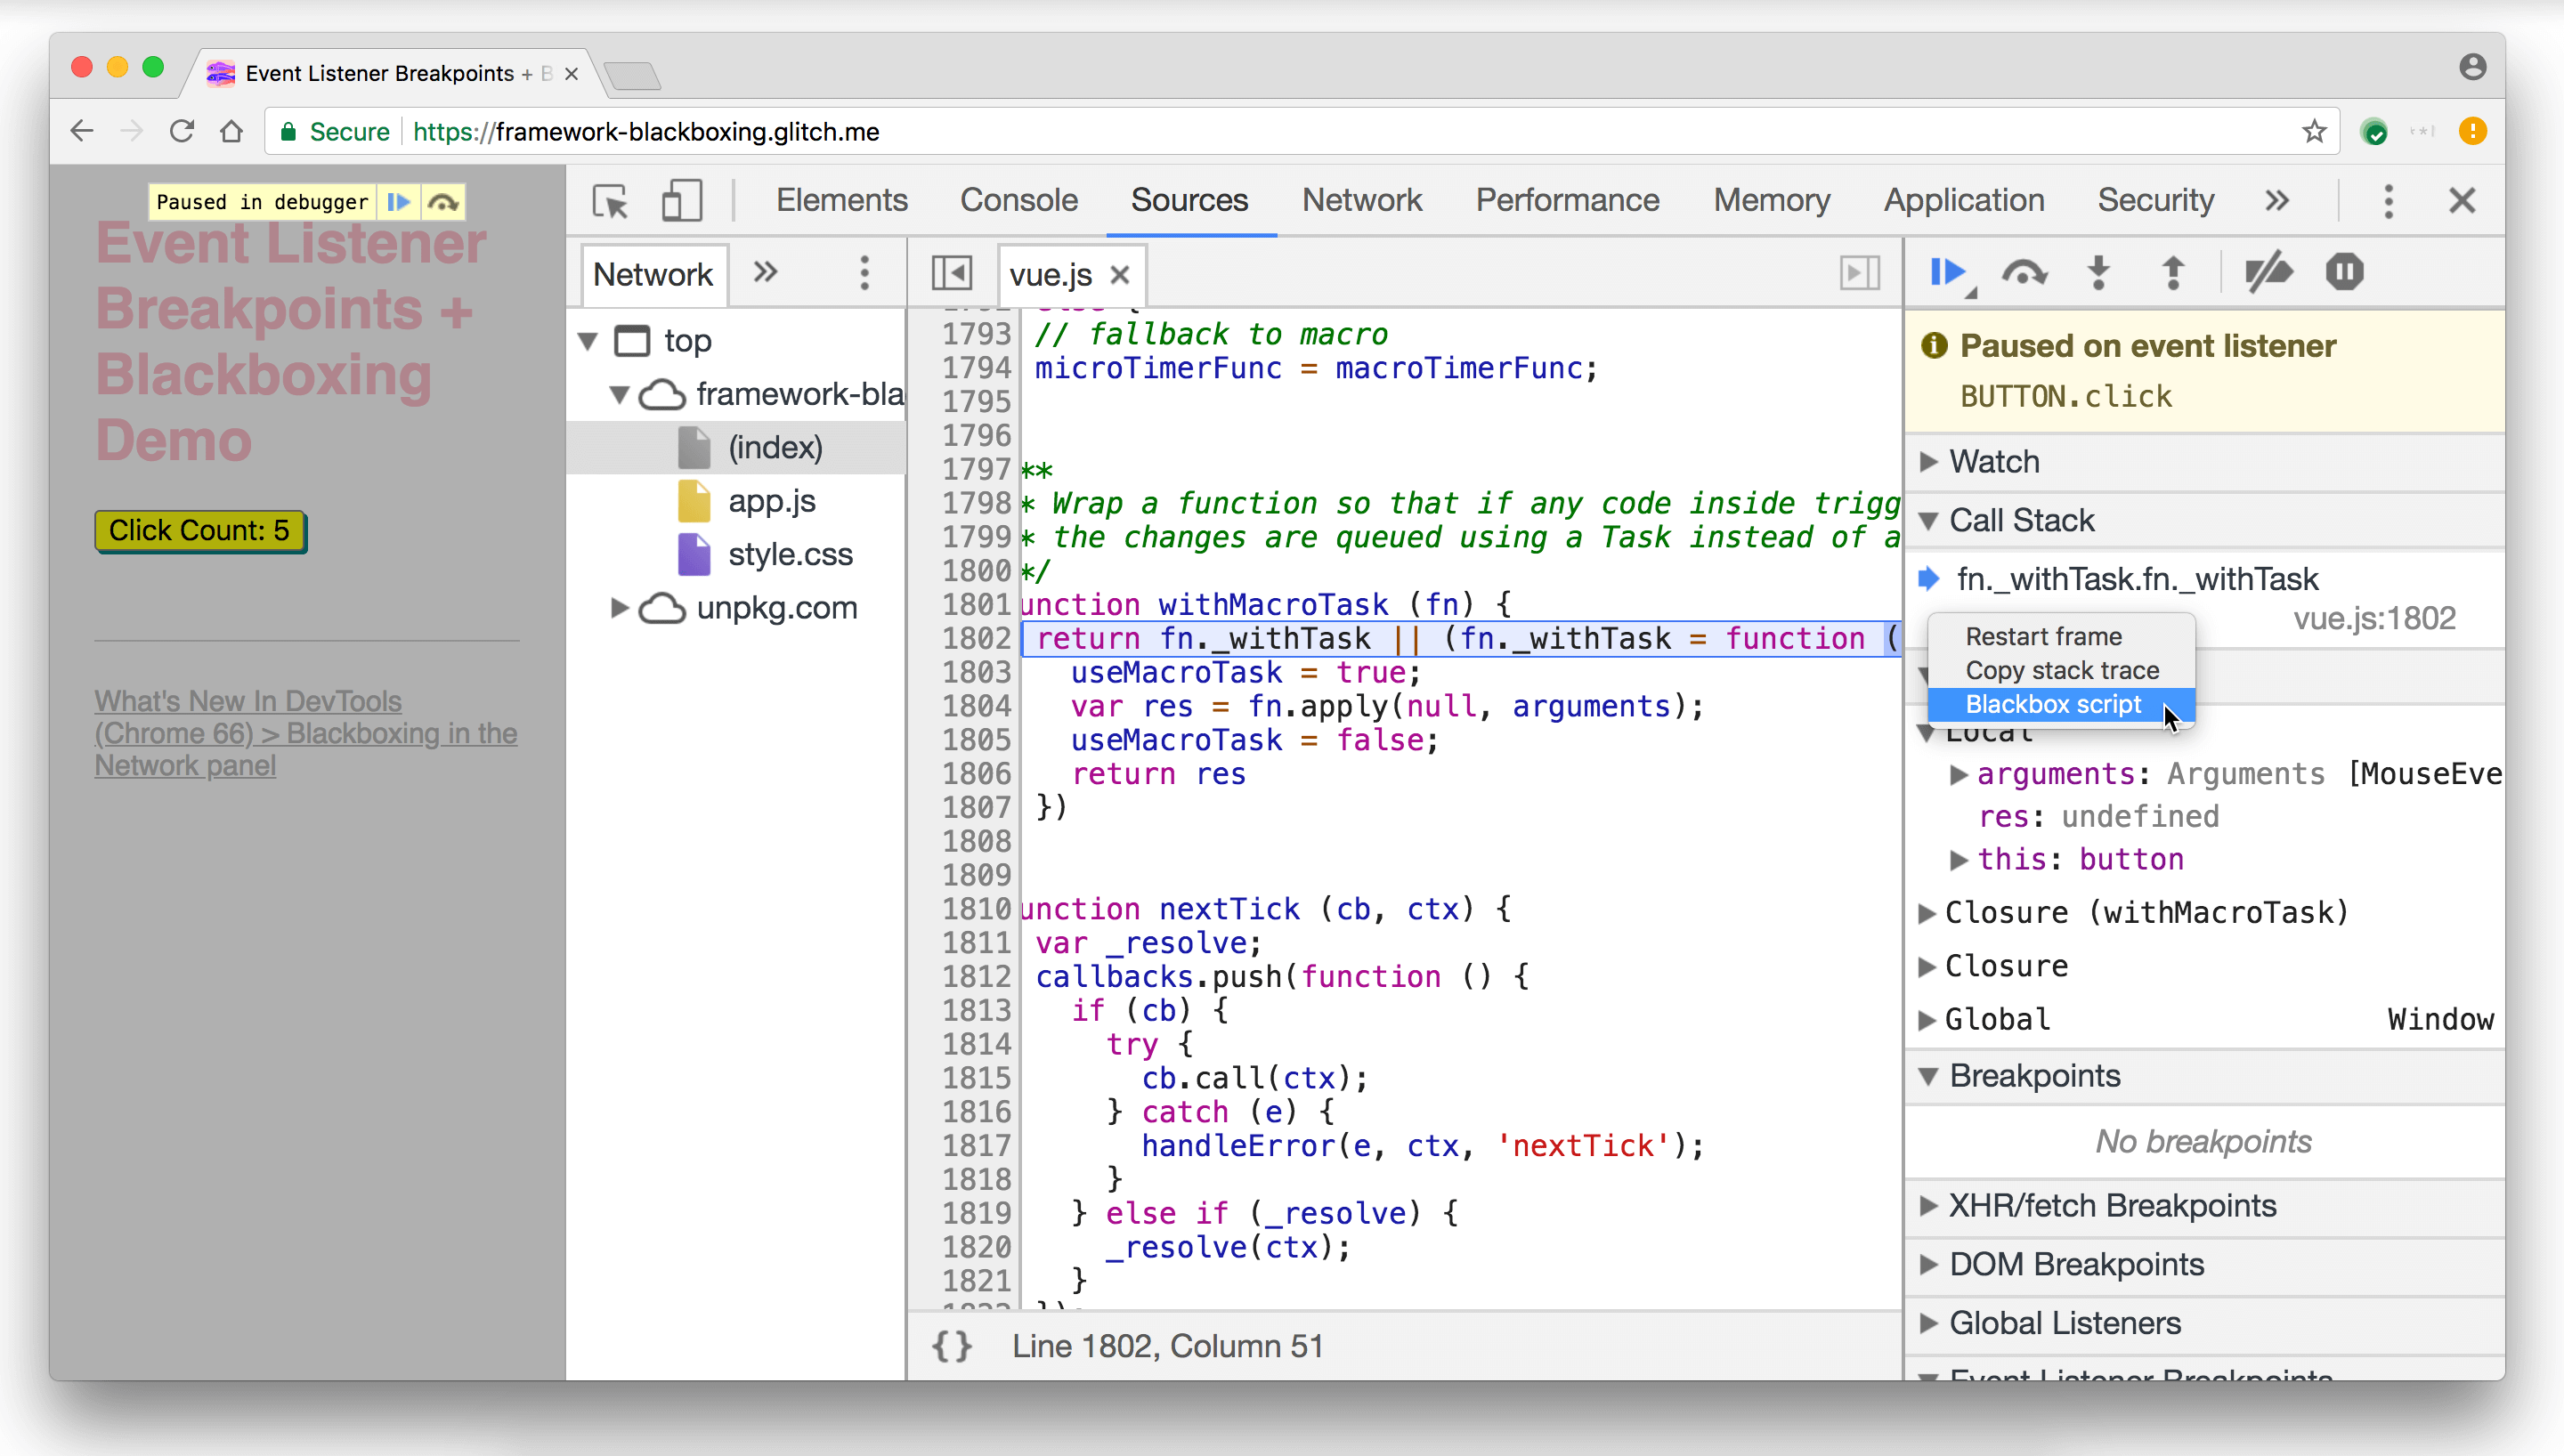 Event Listener Breakpoints + B
Secure https://framework-blackboxing.glitch.me
Paused in debugger
Event Listener
Breakpoints +
Blackboxing
Demo
Click Count: 5
What's New In DevTools
(Chrome 66) > Blackboxing in the
Network panel
Elements Console Sources Network Performance Memory Application Security
Network
top
framework-bla
(index)
app.js
style.css
unpkg.com
vue.js
1793 // fallback to macro
1794 microTimerFunc = macroTimerFunc;
1795
1796
1797 **
1798 * Wrap a function so that if any code inside trigg
1799 * the changes are queued using a Task instead of a
1800 */
1801 unction withMacroTask (fn) {
1802 return fn._withTask || (fn._withTask = function (
1803 useMacroTask = true;
1804 var res = fn.apply(null, arguments);
1805 useMacroTask = false;
1806 return res
1807 })
1808
1809
1810 unction nextTick (cb, ctx) {
1811 var _resolve;
1812 callbacks.push(function () {
1813 if (cb) {
1814 try {
1815 cb.call(ctx);
1816 } catch (e) {
1817 handleError(e, ctx, 'nextTick');
1818 }
1819 } else if (_resolve) {
1820 _resolve(ctx);
1821 }
{} Line 1802, Column 51
Paused on event listener
BUTTON.click
Watch
Call Stack
fn._withTask.fn._withTask
vue.js:1802
Restart frame
Copy stack trace
Blackbox script
Local
arguments: Arguments [MouseEve
res: undefined
this: button
Closure (withMacroTask)
Closure
Global Window
Breakpoints
No breakpoints
XHR/fetch Breakpoints
DOM Breakpoints
Global Listeners
Event Listener Breakpoints